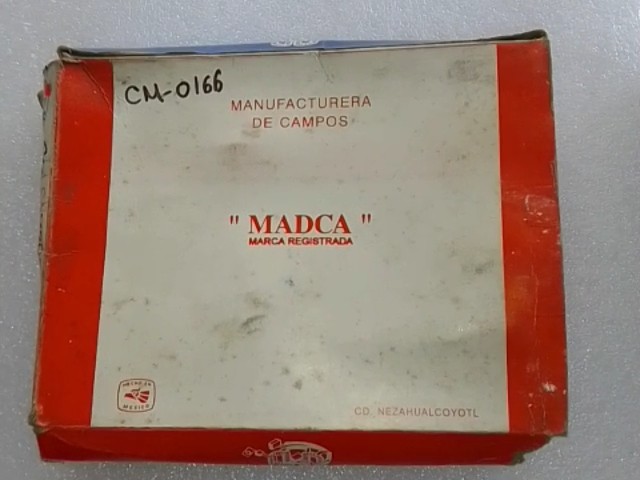 CM-0166
MANUFACTURERA
DE CAMPOS
" MADCA "
MARCA REGISTRADA
HECHO EN
MEXICO
CD. NEZAHUALCOYOTL